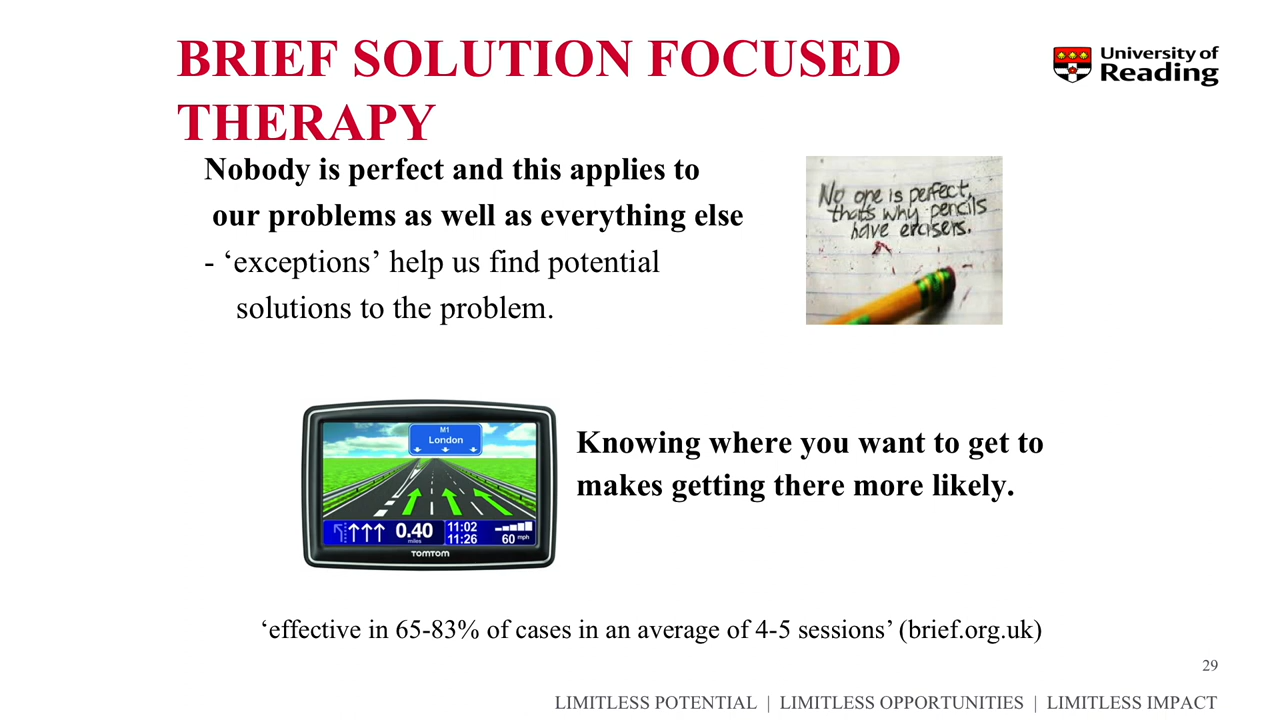 BRIEF SOLUTION FOCUSED
THERAPY
University of
Reading
Nobody is perfect and this applies to
our problems as well as everything else
- ‘exceptions’ help us find potential
solutions to the problem.
No one is perfect,
that's why pencils
have erasers.
M1
London
0.40
miles
11:02
11:26
60 mph
TOMTOM
Knowing where you want to get to
makes getting there more likely.
‘effective in 65-83% of cases in an average of 4-5 sessions’ (brief.org.uk)
29
LIMITLESS POTENTIAL | LIMITLESS OPPORTUNITIES | LIMITLESS IMPACT